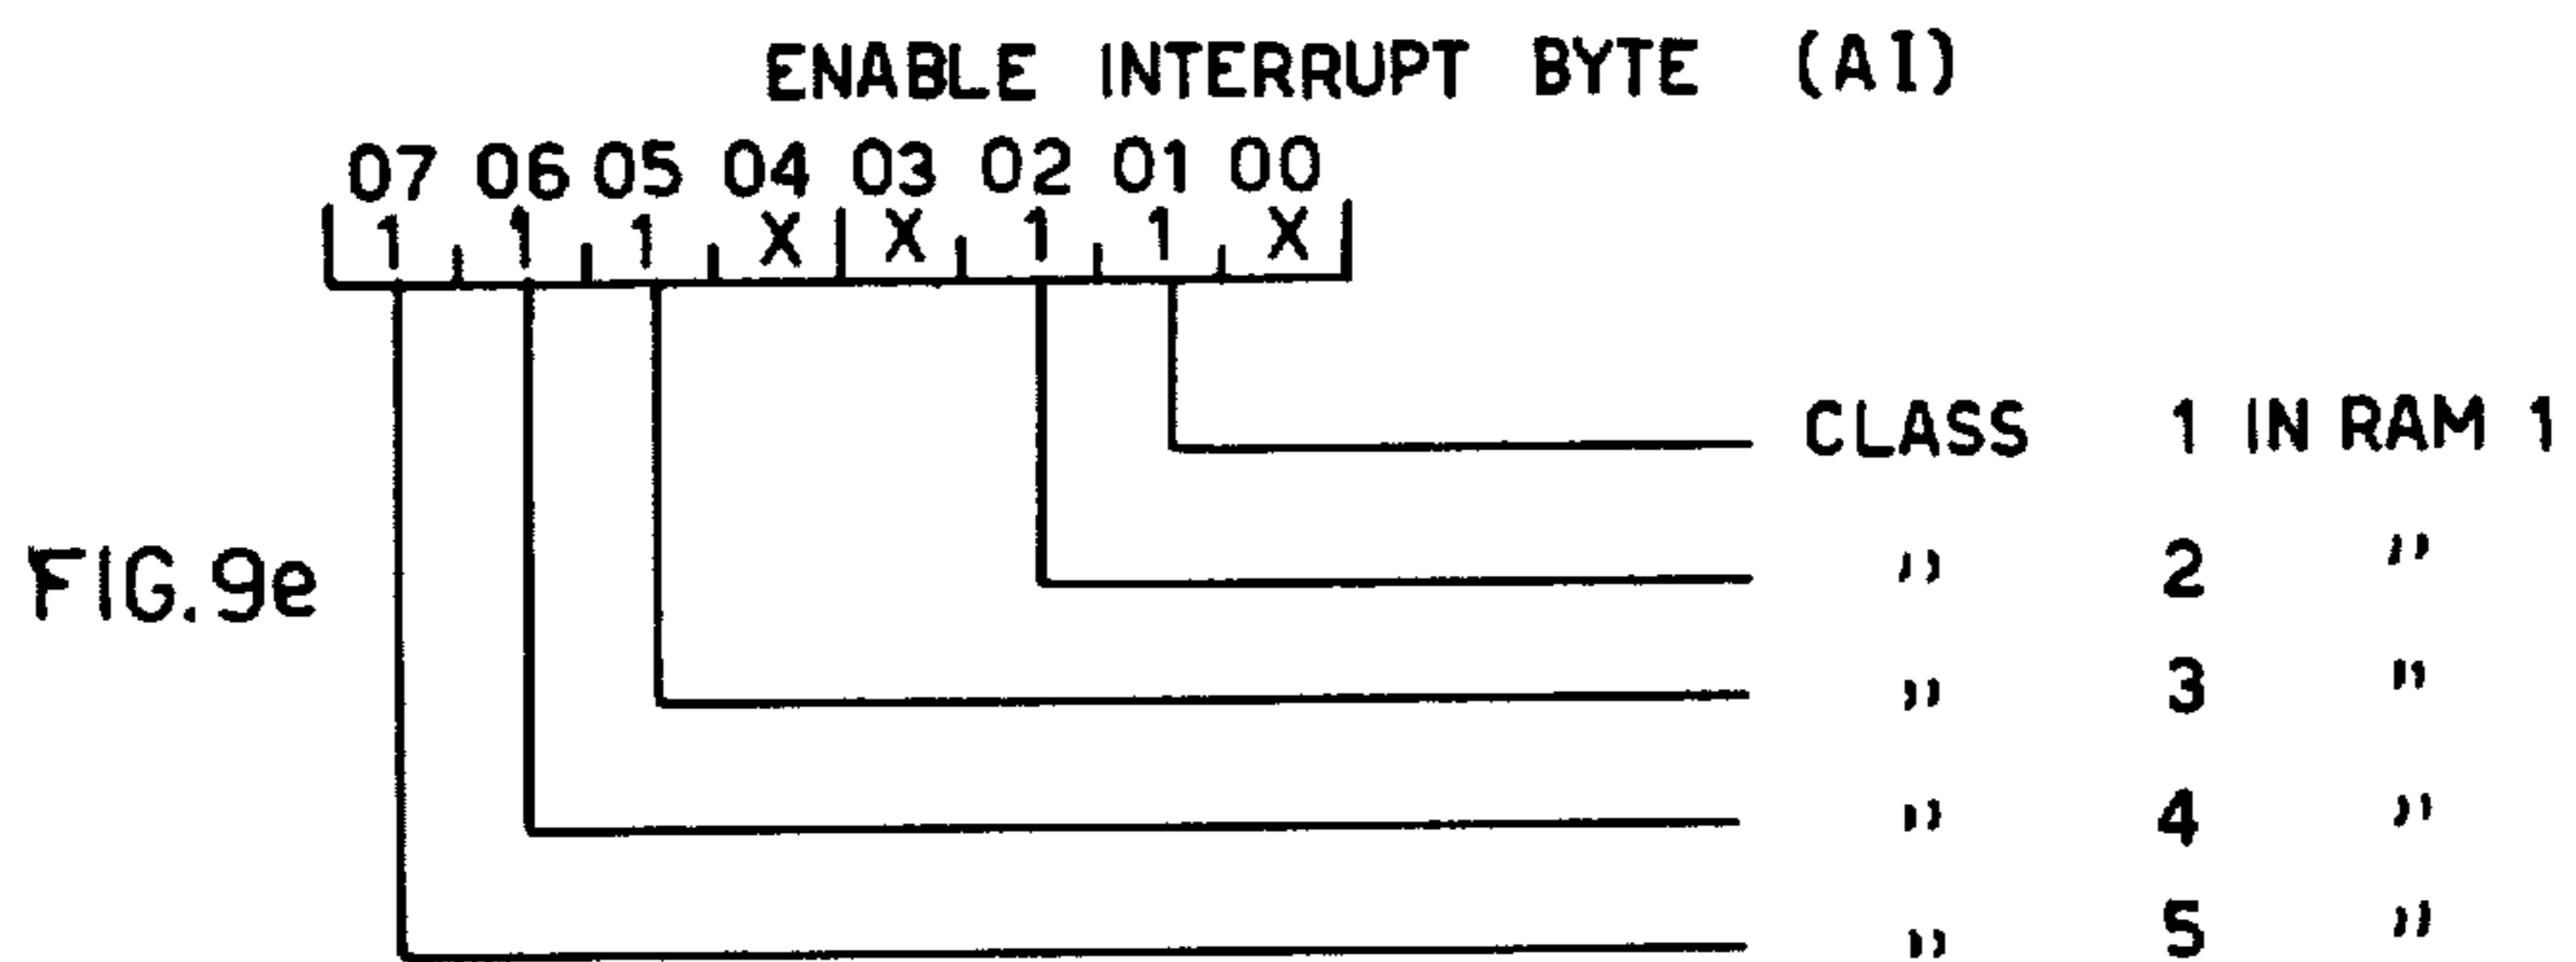 ENABLE INTERRUPT BYTE (AI)
07 06 05 04 03 02 01 00
1 1 1 X X 1 1 X
CLASS 1 IN RAM 1
" 2 "
FIG.9e
" 3 "
" 4 "
" 5 "